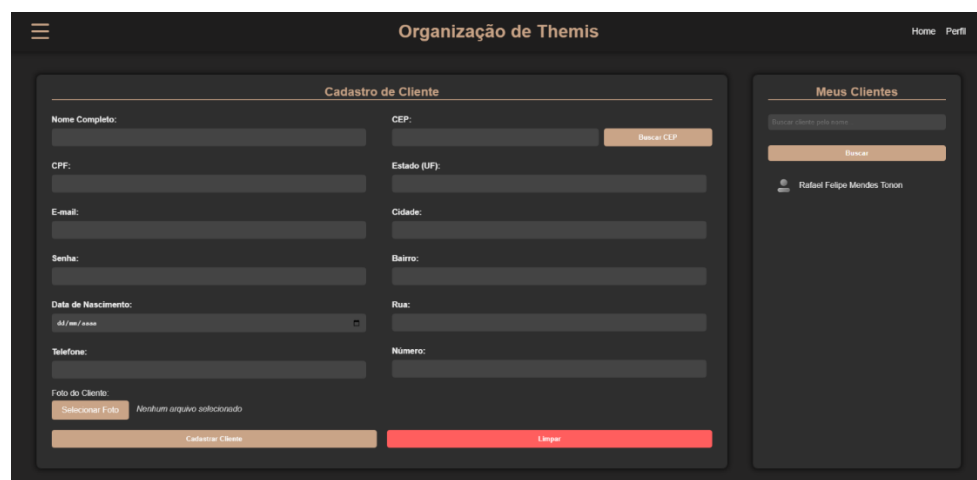 Organização de Themis
Home Perfil
Cadastro de Cliente
Nome Completo:
CPF:
E-mail:
Senha:
Data de Nascimento:
dd/mm/aaaa
Telefone:
Foto do Cliente:
Selecionar Foto Nenhum arquivo selecionado
Cadastrar Cliente
CEP:
Buscar CEP
Estado (UF):
Cidade:
Bairro:
Rua:
Número:
Limpar
Meus Clientes
Buscar cliente pelo nome
Buscar
Rafael Felipe Mendes Tonon